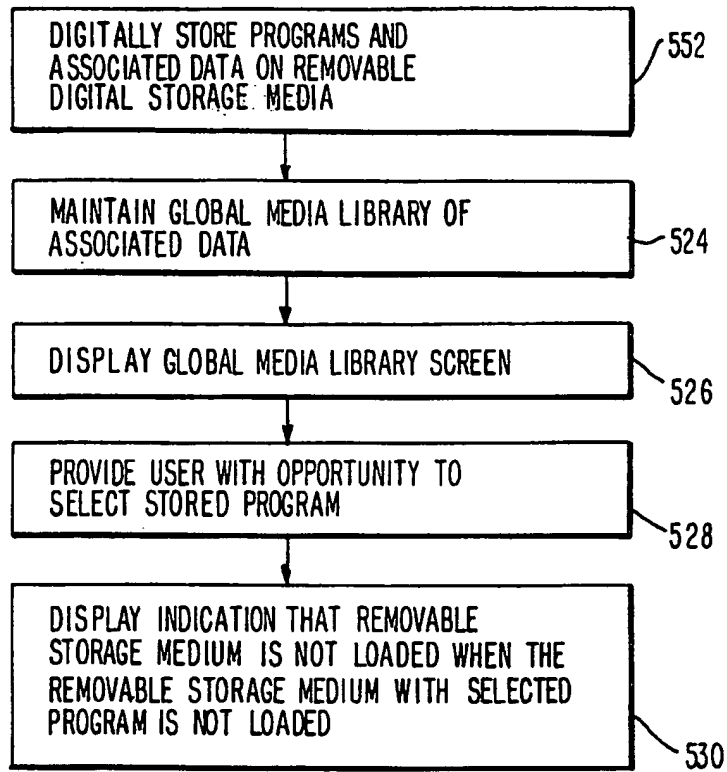 DIGITALLY STORE PROGRAMS AND
ASSOCIATED DATA ON REMOVABLE
DIGITAL STORAGE MEDIA
552
MAINTAIN GLOBAL MEDIA LIBRARY OF
ASSOCIATED DATA
524
DISPLAY GLOBAL MEDIA LIBRARY SCREEN
526
PROVIDE USER WITH OPPORTUNITY TO
SELECT STORED PROGRAM
528
DISPLAY INDICATION THAT REMOVABLE
STORAGE MEDIUM IS NOT LOADED WHEN THE
REMOVABLE STORAGE MEDIUM WITH SELECTED
PROGRAM IS NOT LOADED
530